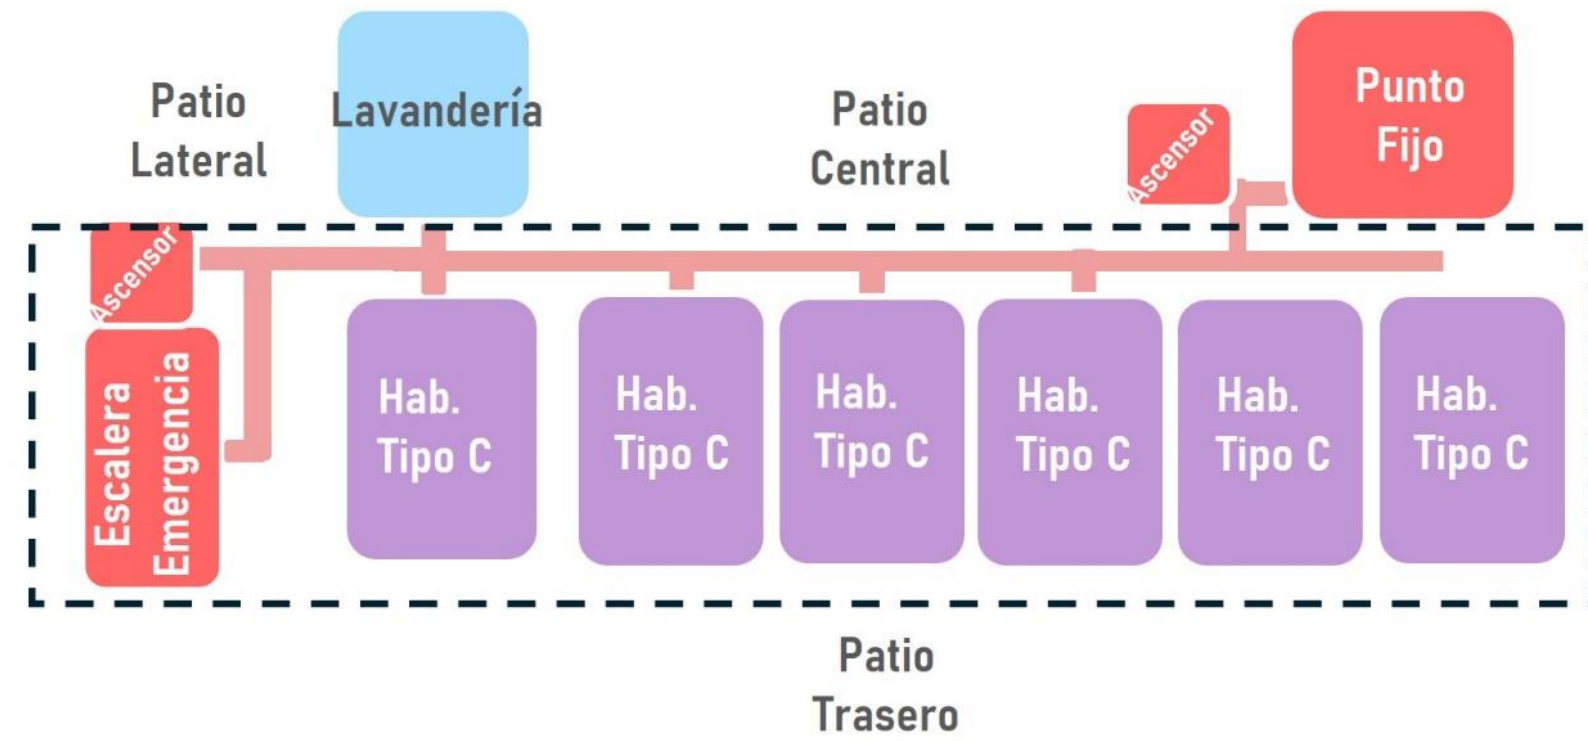 Patio
Lateral
Lavandería
Patio
Central
Ascensor
Punto
Fijo
Ascensor
Escalera
Emergencia
Hab.
Tipo C
Hab.
Tipo C
Hab.
Tipo C
Hab.
Tipo C
Hab.
Tipo C
Hab.
Tipo C
Patio
Trasero